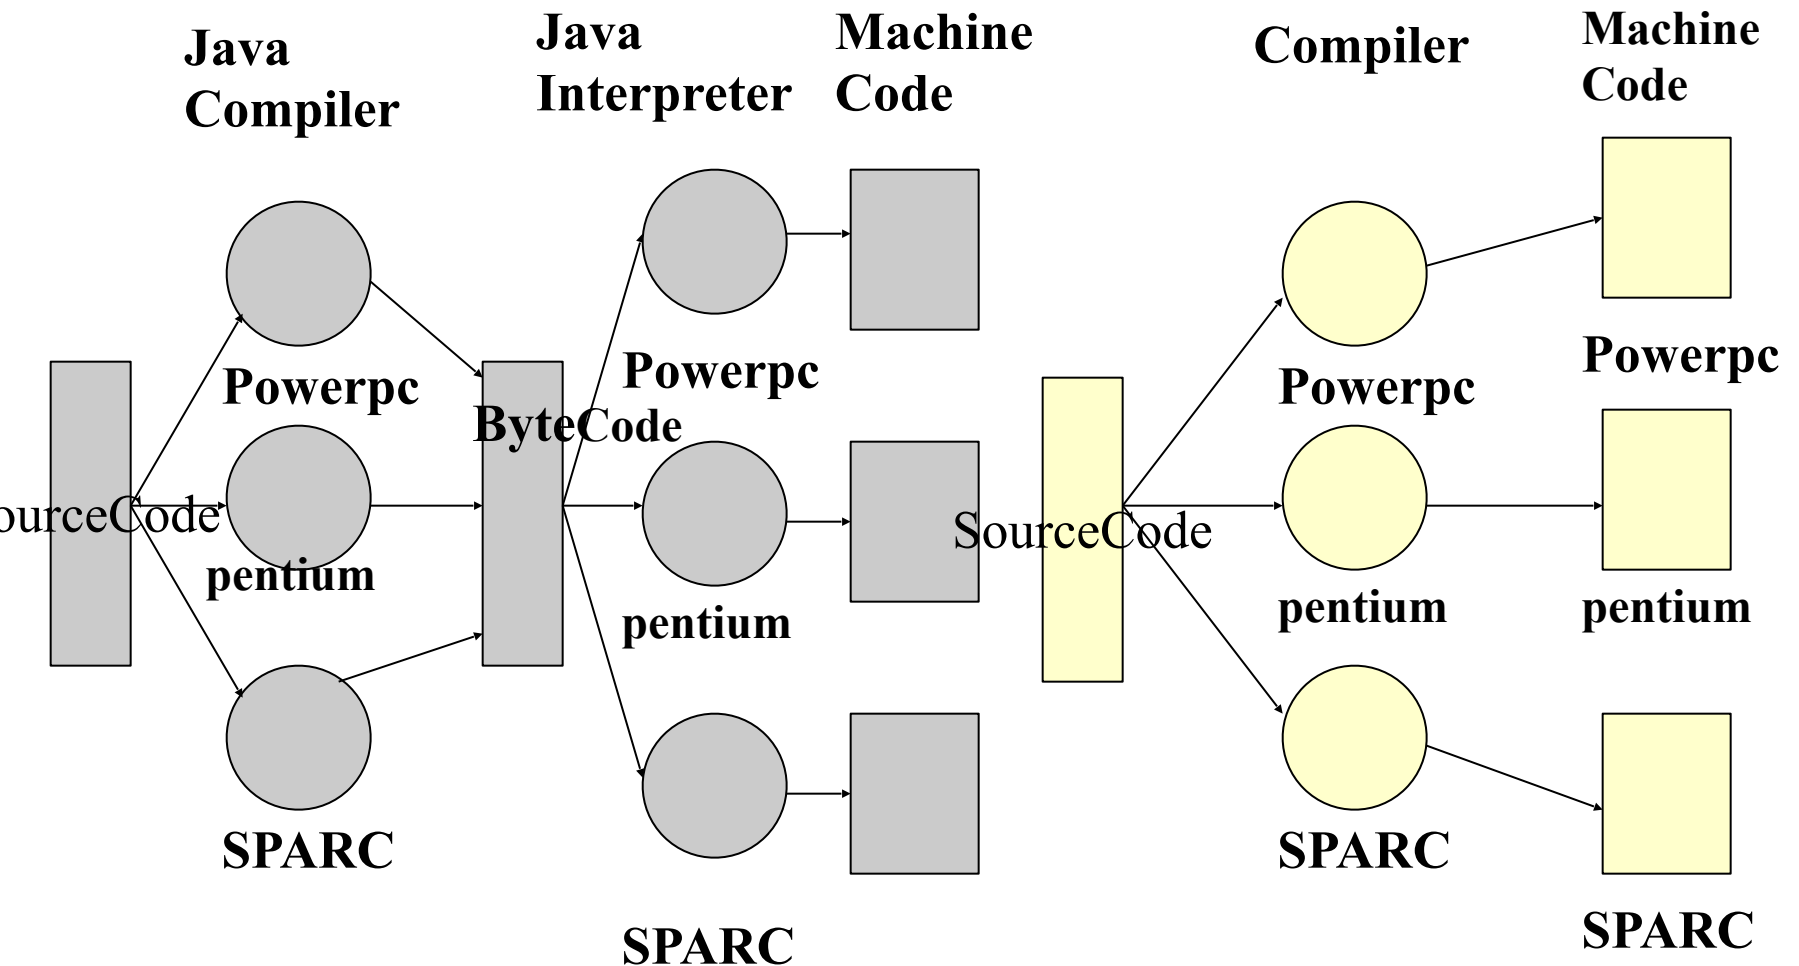 Java
Compiler
Java
Interpreter
Machine
Code
Compiler
Machine
Code
Powerpc
Powerpc
Powerpc
Powerpc
ByteCode
ourceCode
SourceCode
pentium
pentium
pentium
pentium
SPARC
SPARC
SPARC
SPARC